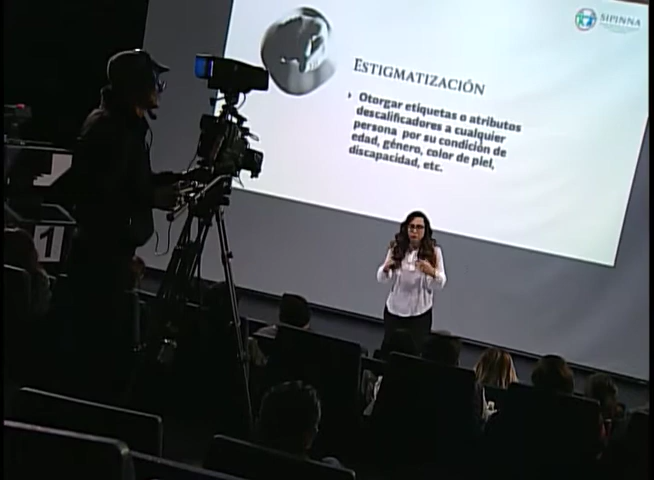 SIPINNA
ESTIGMATIZACIÓN
› Otorgar etiquetas o atributos
descalificadores a cualquier
persona por su condición de
edad, género, color de piel,
discapacidad, etc.
1